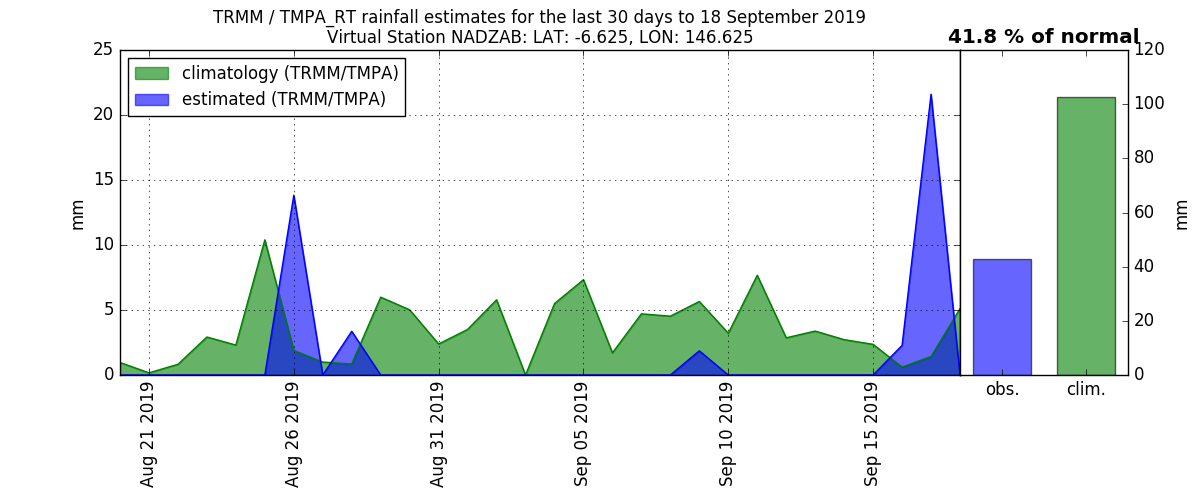 TRMM / TMPA_RT rainfall estimates for the last 30 days to 18 September 2019
Virtual Station NADZAB: LAT: -6.625, LON: 146.625
41.8 % of normal
climatology (TRMM/TMPA)
estimated (TRMM/TMPA)
25
20
15
10
5
0
mm
120
100
80
60
40
20
0
mm
Aug 21 2019
Aug 26 2019
Aug 31 2019
Sep 05 2019
Sep 10 2019
Sep 15 2019
obs.
clim.